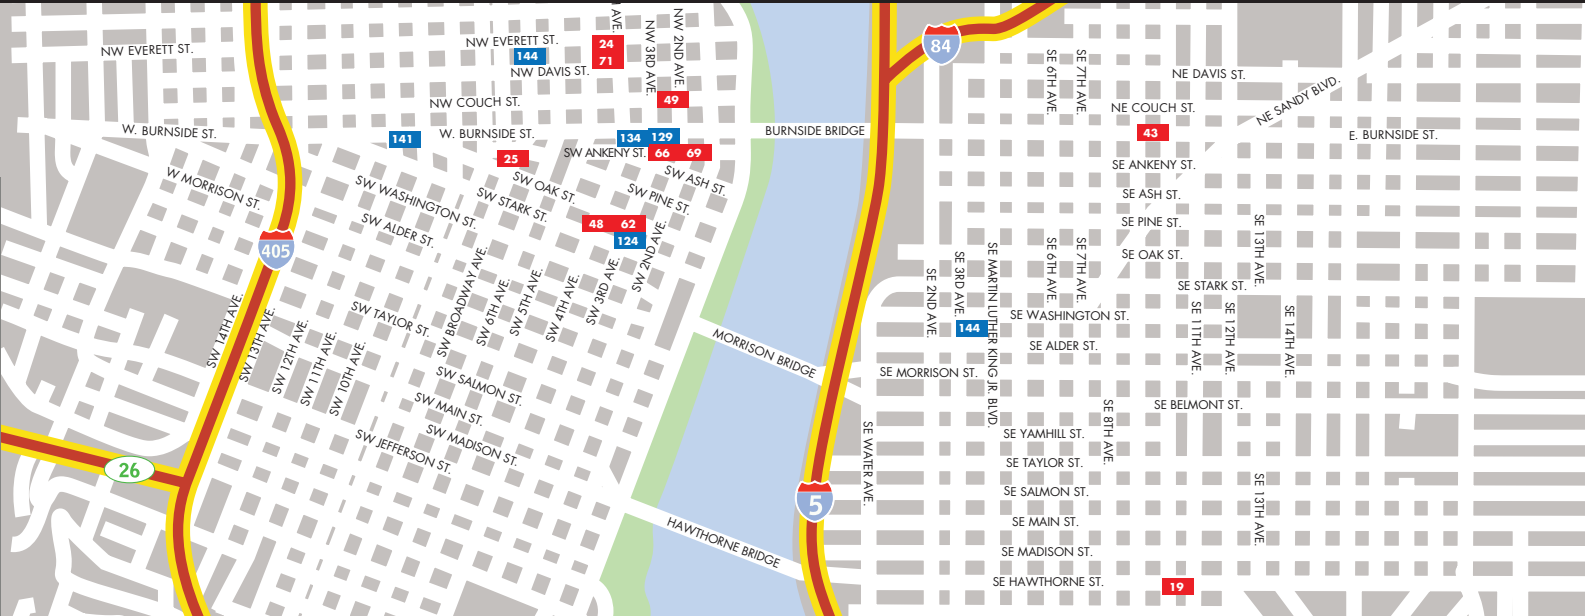 AVE.
NW 3RD AVE.
NW 2ND AVE.
NW EVERETT ST.
NW EVERETT ST.
144
24
71
NW DAVIS ST.
84
SE 6TH AVE.
SE 7TH AVE.
NE DAVIS ST.
NE SANDY BLVD.
NW COUCH ST.
49
NE COUCH ST.
W. BURNSIDE ST.
141
W. BURNSIDE ST.
134
129
BURNSIDE BRIDGE
43
E. BURNSIDE ST.
25
SW ANKENY ST.
66
69
SE ANKENY ST.
W MORRISON ST.
SW WASHINGTON ST.
SW OAK ST.
SW ASH ST.
SW STARK ST.
SW PINE ST.
SE ASH ST.
SW ALDER ST.
48
62
124
SE PINE ST.
SE 13TH AVE.
405
SE OAK ST.
SW 2ND AVE.
SW 3RD AVE.
SW 4TH AVE.
SW 5TH AVE.
SW 6TH AVE.
SW BROADWAY AVE.
SE 2ND AVE.
SE 3RD AVE.
SE MARTIN LUTHER KING JR. BLVD.
SE 6TH AVE.
SE 7TH AVE.
SE STARK ST.
SW 14TH AVE.
SW 13TH AVE.
SW 12TH AVE.
SW 11TH AVE.
SW 10TH AVE.
SW TAYLOR ST.
144
SE WASHINGTON ST.
SE 11TH AVE.
SE 12TH AVE.
SE 14TH AVE.
MORRISON BRIDGE
SE ALDER ST.
SE MORRISON ST.
SW SALMON ST.
SW MAIN ST.
SW MADISON ST.
SW JEFFERSON ST.
SE BELMONT ST.
SE 8TH AVE.
SE WATER AVE.
SE YAMHILL ST.
26
SE TAYLOR ST.
5
SE SALMON ST.
SE 13TH AVE.
HAWTHORNE BRIDGE
SE MAIN ST.
SE MADISON ST.
SE HAWTHORNE ST.
19